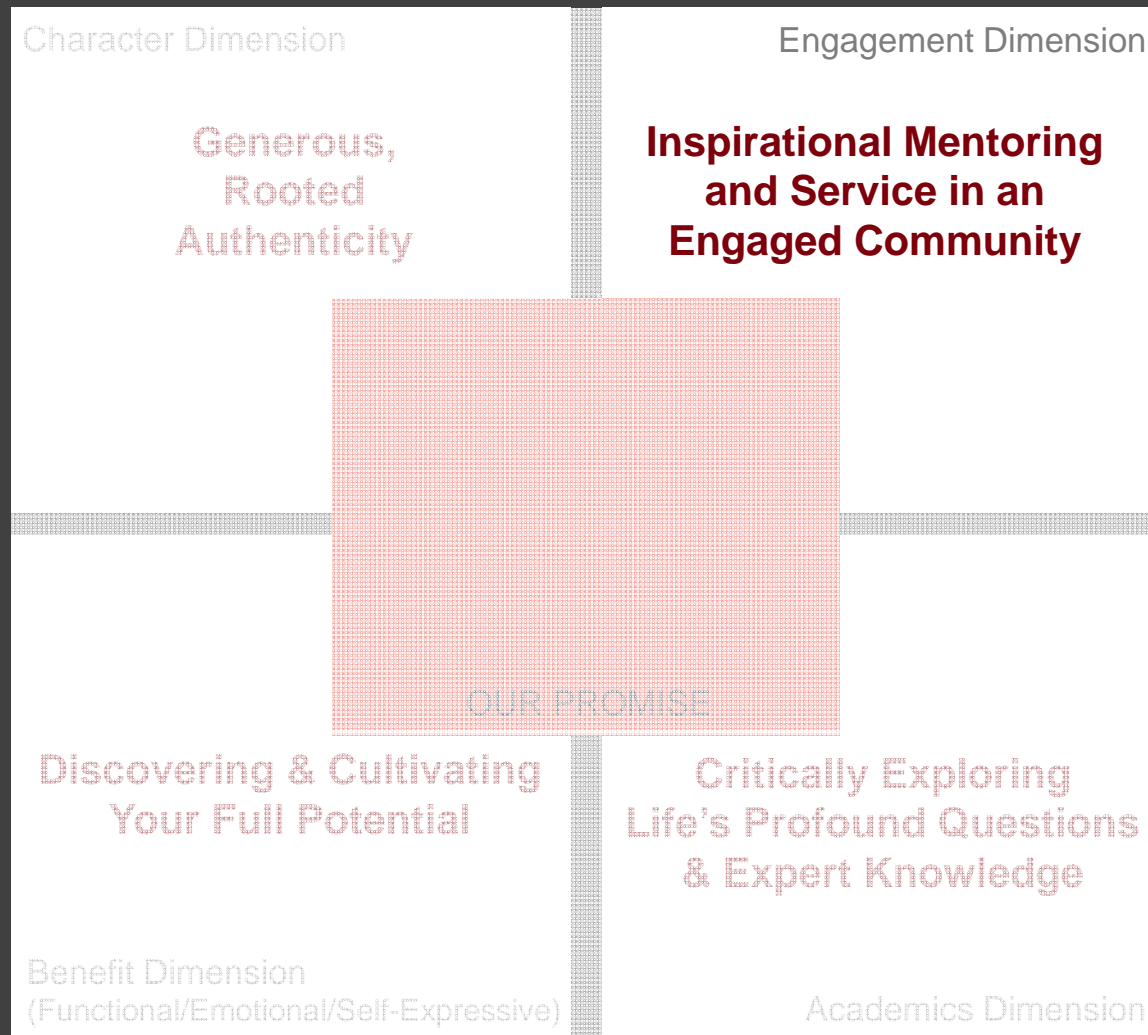 Character Dimension
Engagement Dimension
Generous,
Rooted
Authenticity
Inspirational Mentoring
and Service in an
Engaged Community
OUR PROMISE
Discovering & Cultivating
Your Full Potential
Critically Exploring
Life's Profound Questions
& Expert Knowledge
Benefit Dimension
(Functional/Emotional/Self-Expressive)
Academics Dimension